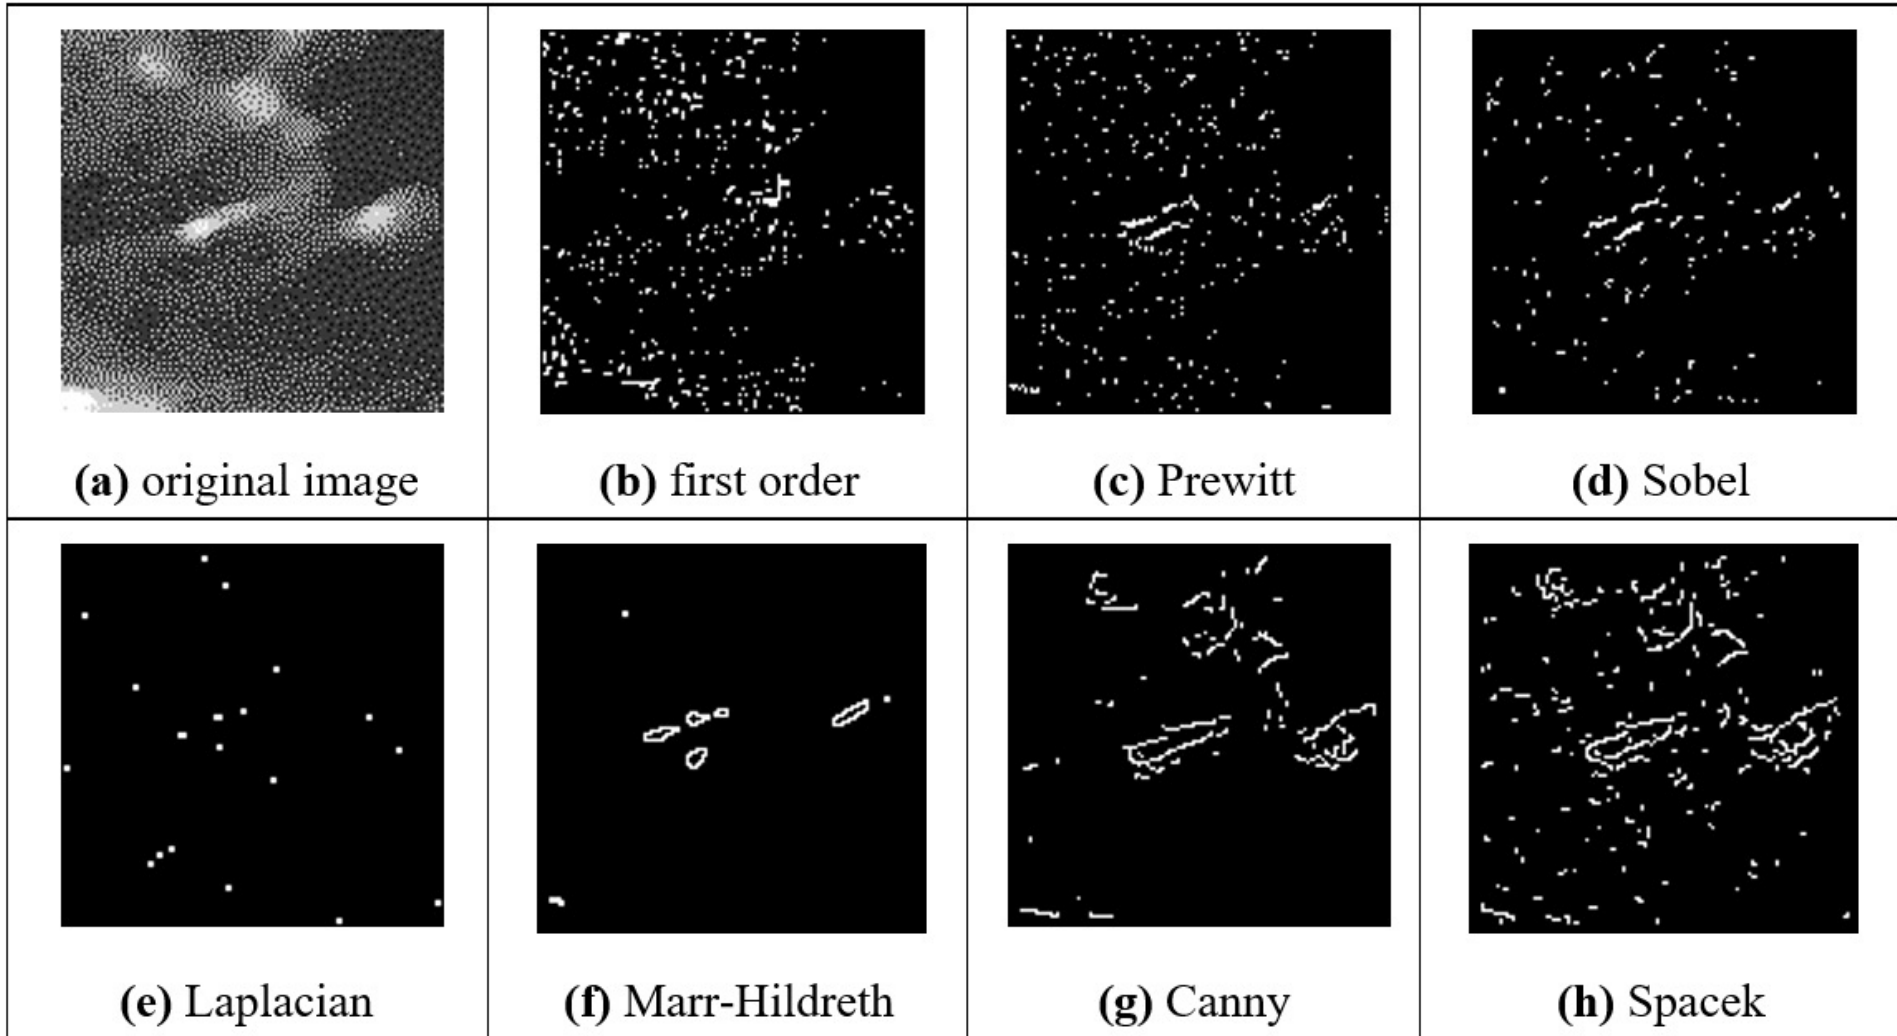 (a) original image
(b) first order
(c) Prewitt
(d) Sobel
(e) Laplacian
(f) Marr-Hildreth
(g) Canny
(h) Spacek